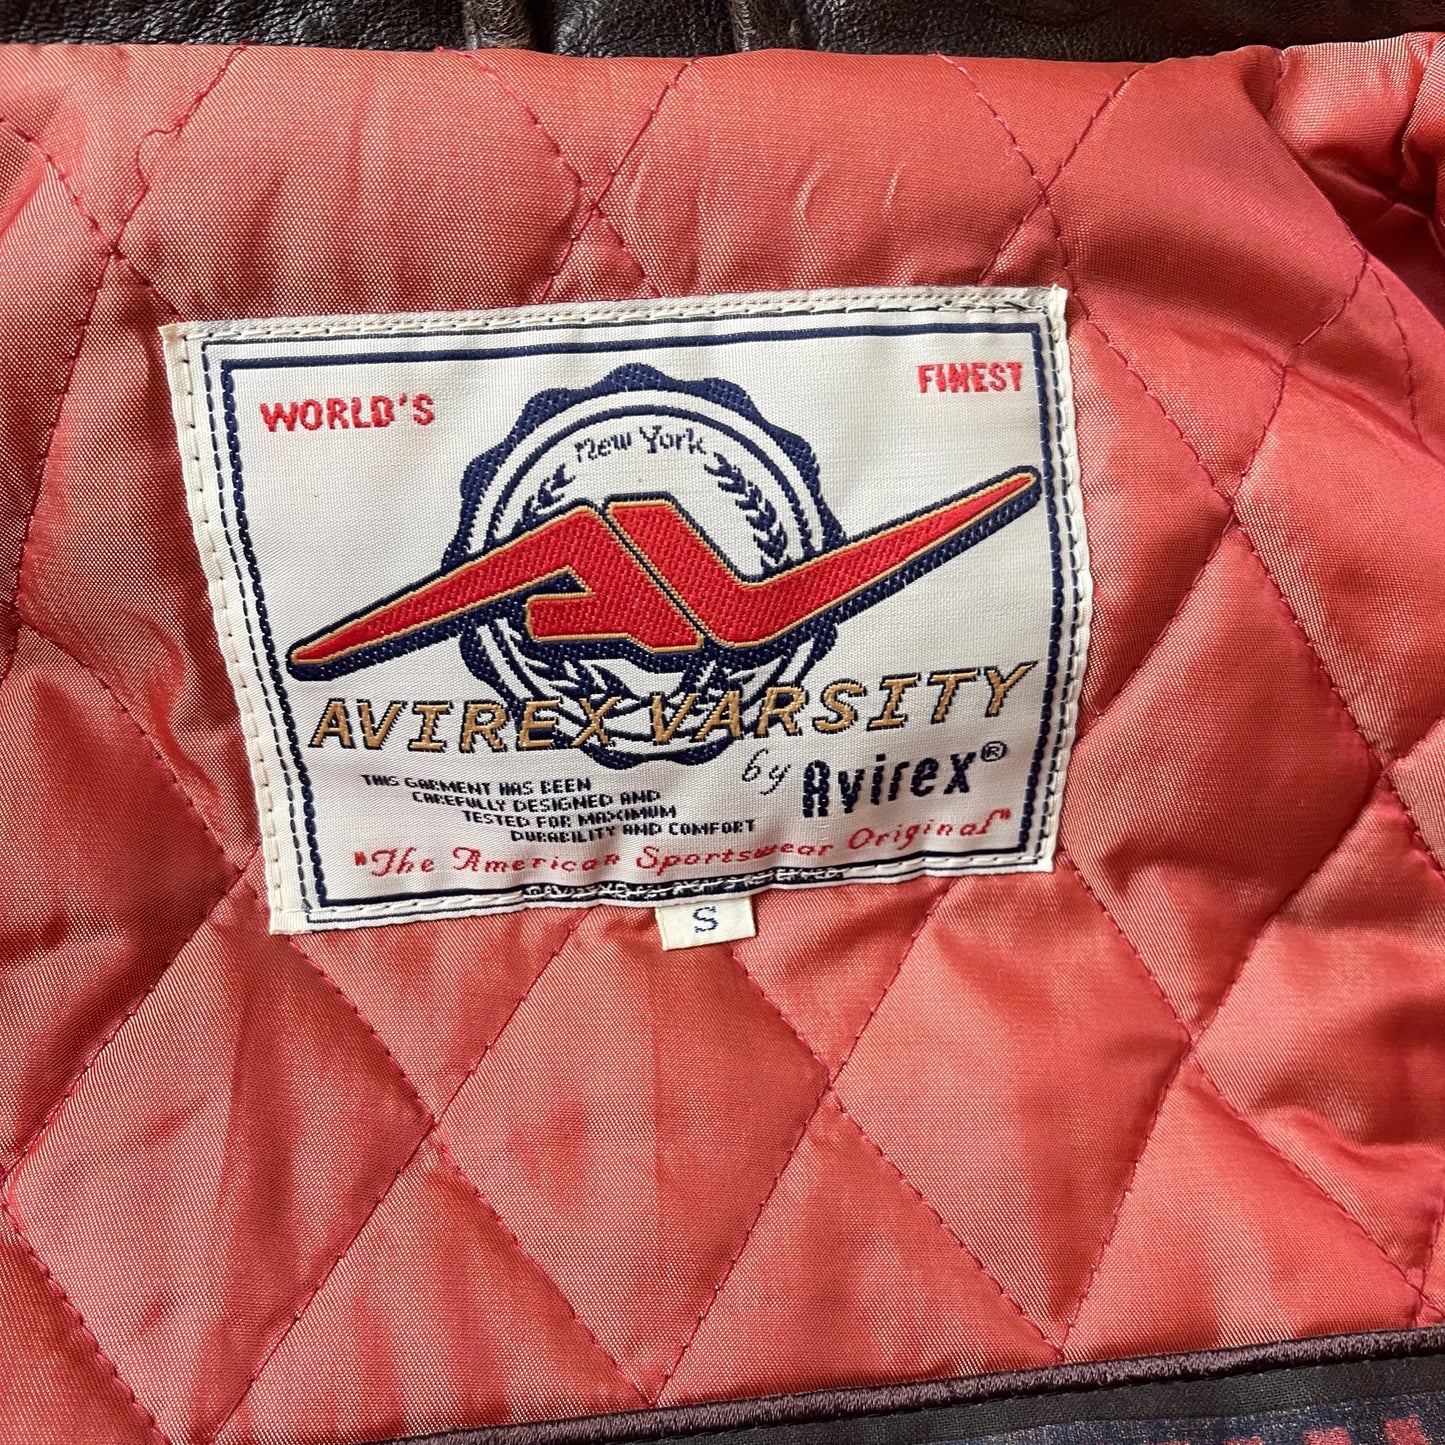 WORLD'S FINEST
New York
AVIREX VARSITY
by Avirex®
THIS GARMENT HAS BEEN
CAREFULLY DESIGNED AND
TESTED FOR MAXIMUM
DURABILITY AND COMFORT
"The American Sportswear Original"
S